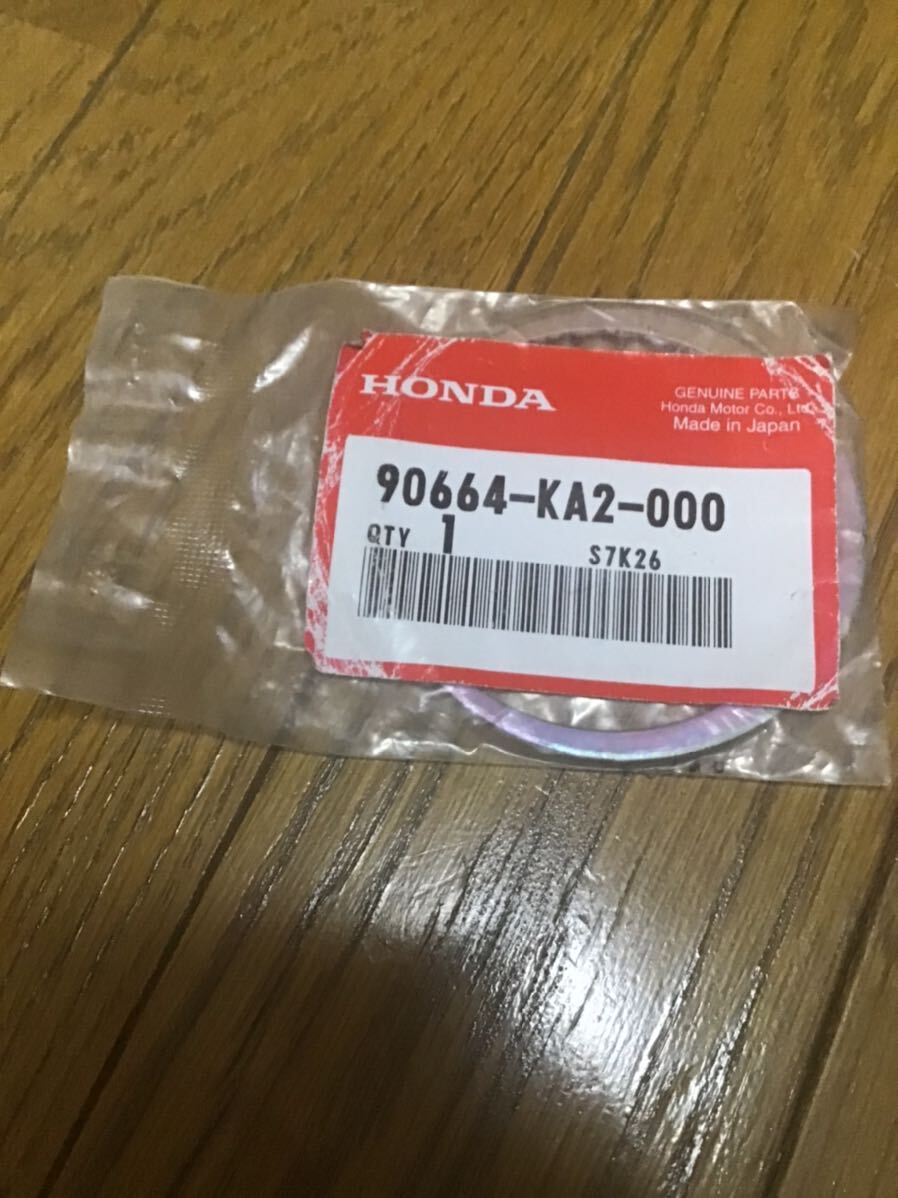 HONDA
GENUINE PARTS
Honda Motor Co., Ltd.
Made in Japan
90664-KA2-000
QTY 1
S7K26